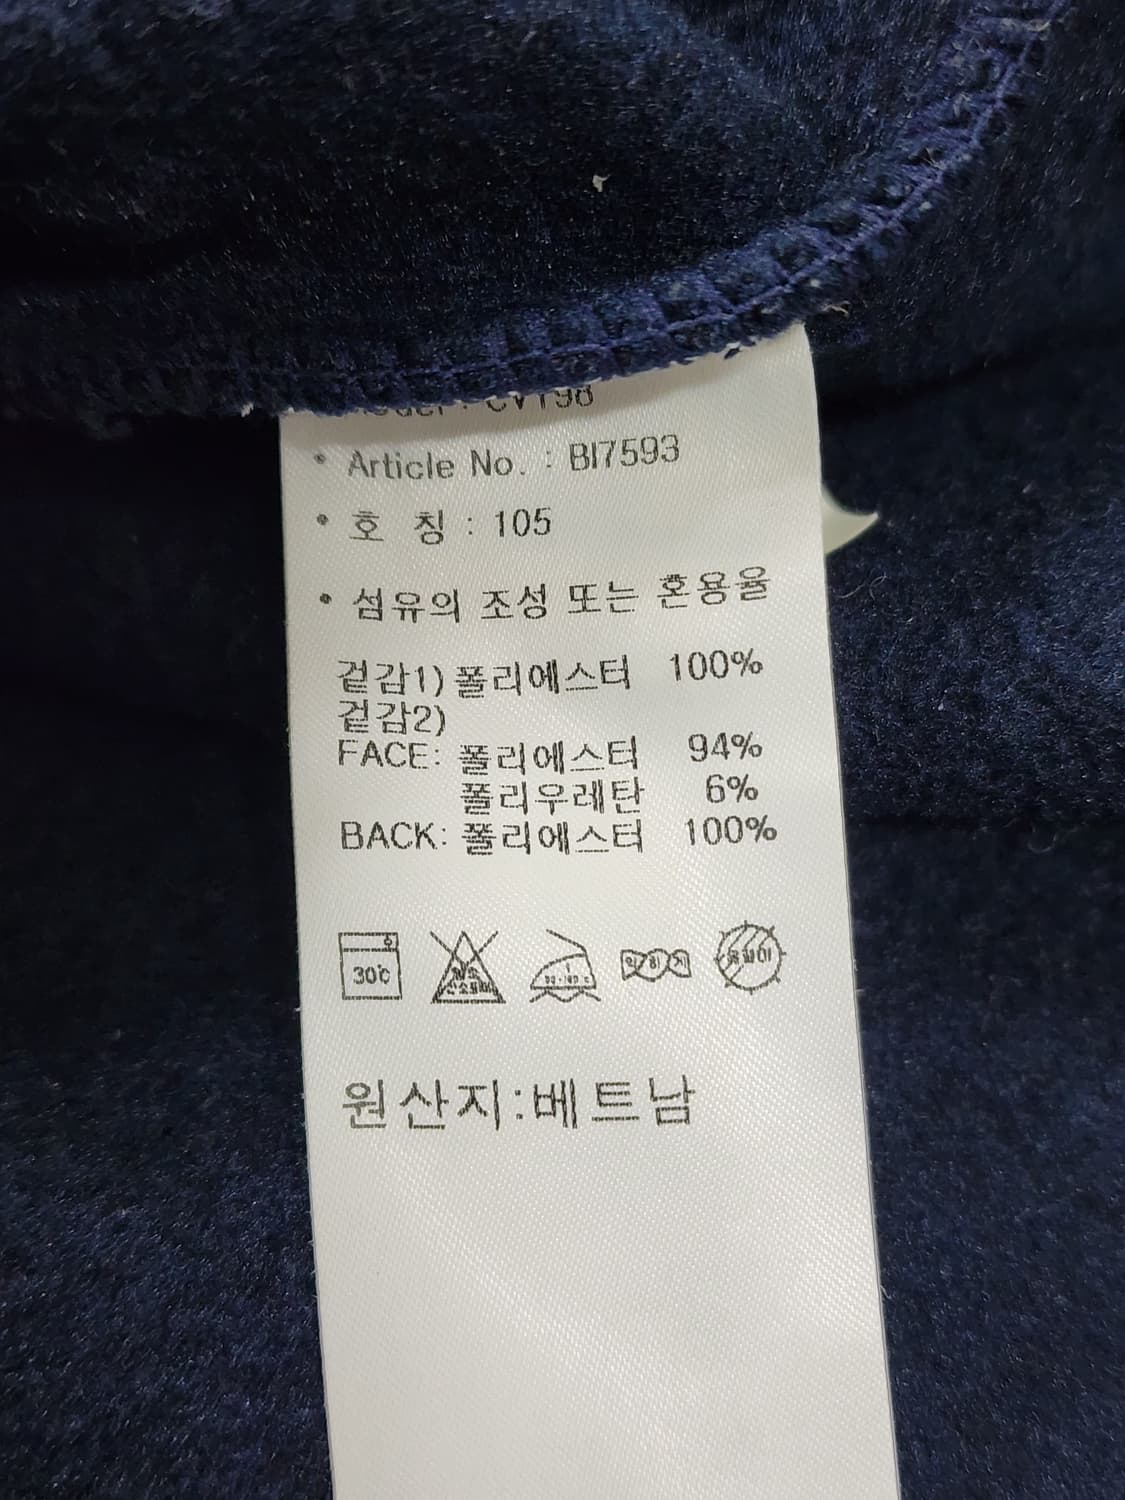 • Article No. : BI7593
• 호 칭 : 105
• 섬유의 조성 또는 혼용율
겉감1) 폴리에스터 100%
겉감2)
FACE: 폴리에스터 94%
폴리우레탄 6%
BACK: 폴리에스터 100%
30℃
원산지:베트남